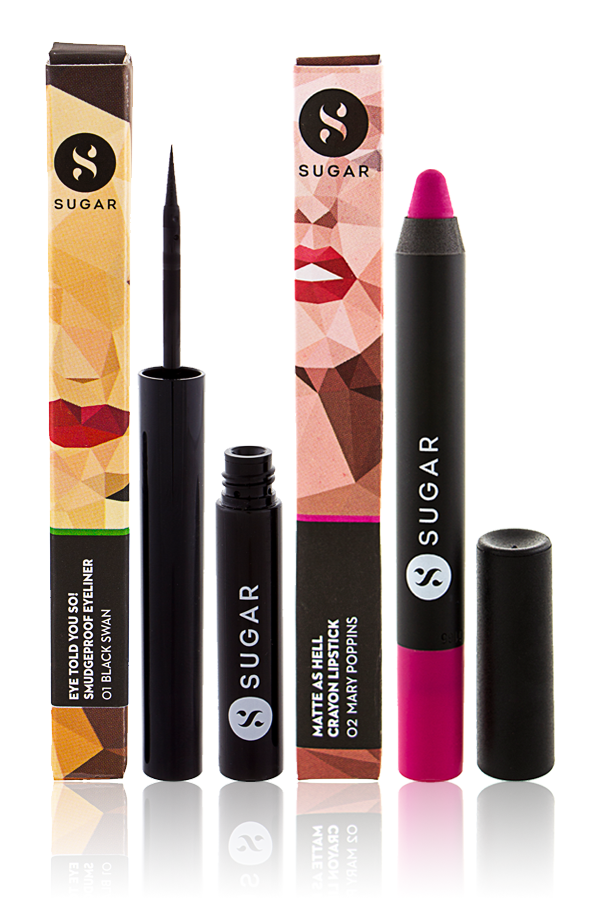 SUGAR
EYE TOLD YOU SO!
SMUDGEPROOF EYELINER
01 BLACK SWAN
SUGAR
SUGAR
MATTE AS HELL
CRAYON LIPSTICK
02 MARY POPPINS
SUGAR